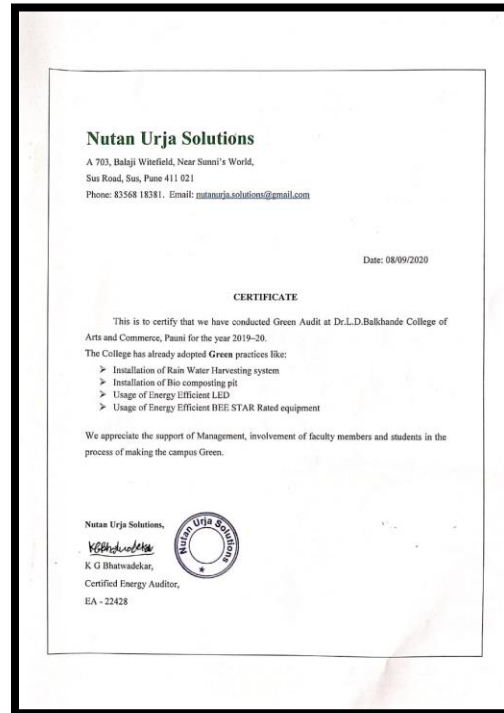 Nutan Urja Solutions
A 703, Balaji Witefield, Near Sunni's World,
Sus Road, Sus, Pune 411 021
Phone: 83568 18381. Email: nutanurja.solutions@gmail.com
Date: 08/09/2020
CERTIFICATE
This is to certify that we have conducted Green Audit at Dr.L.D.Balkhande College of
Arts and Commerce, Pauni for the year 2019–20.
The College has already adopted Green practices like:
➢ Installation of Rain Water Harvesting system
➢ Installation of Bio composting pit
➢ Usage of Energy Efficient LED
➢ Usage of Energy Efficient BEE STAR Rated equipment
We appreciate the support of Management, involvement of faculty members and students in the
process of making the campus Green.
Nutan Urja Solutions,
Nutan Urja Solutions
K G Bhatwadekar,
Certified Energy Auditor,
EA - 22428